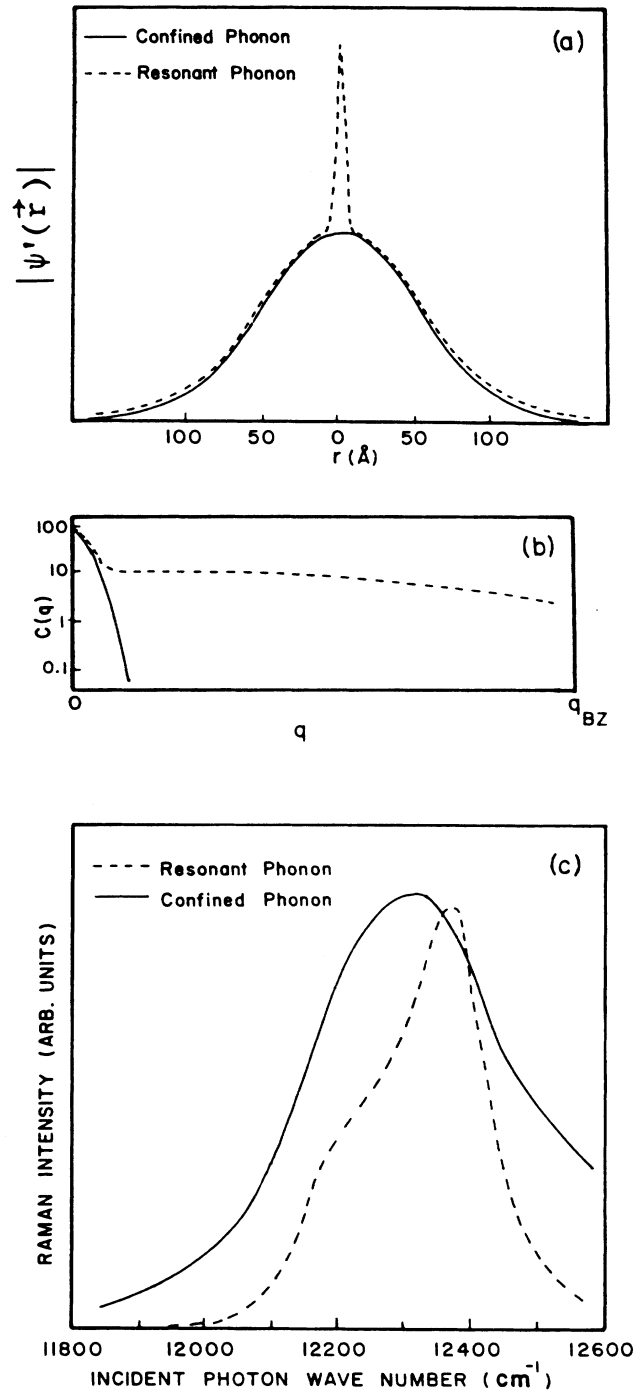 (a)
Confined Phonon
Resonant Phonon
|ψ'(r⃗)|
100 50 0 50 100
r (Å)
(b)
100
10
1
0.1
C(q)
0 q_BZ
q
(c)
Resonant Phonon
Confined Phonon
RAMAN INTENSITY (ARB. UNITS)
11800 12000 12200 12400 12600
INCIDENT PHOTON WAVE NUMBER (cm⁻¹)